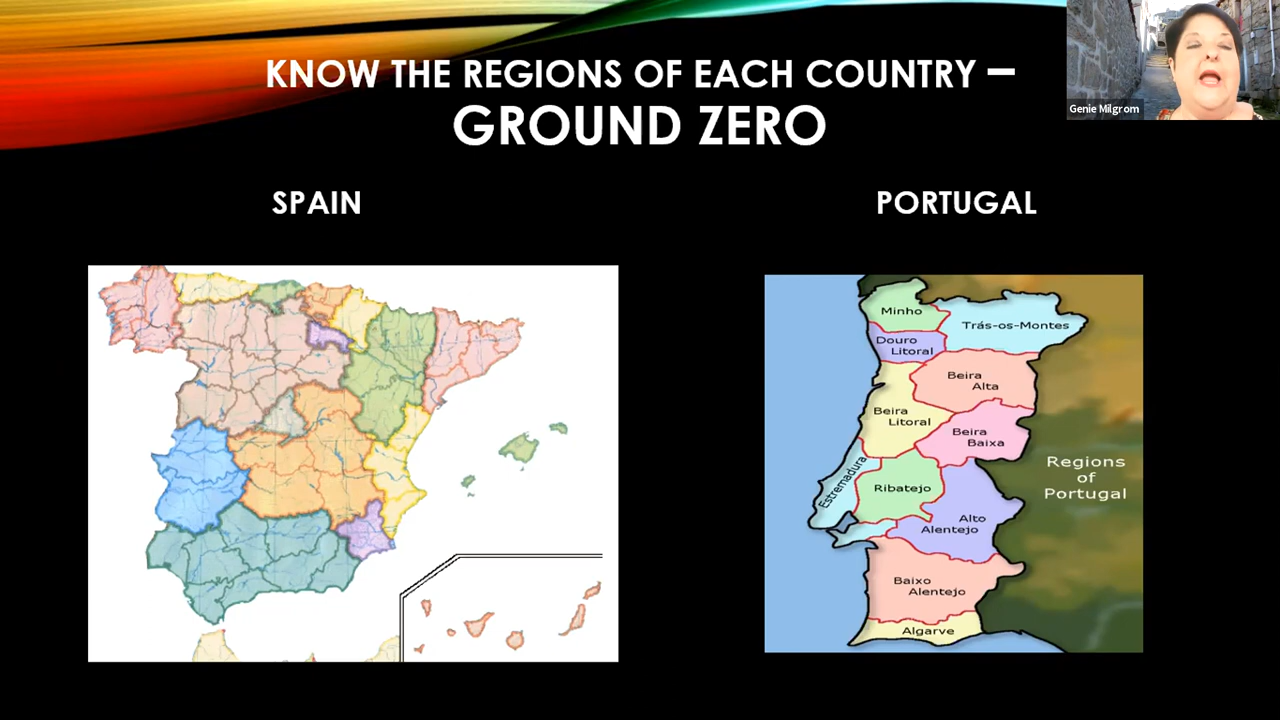 KNOW THE REGIONS OF EACH COUNTRY –
GROUND ZERO
Genie Milgrom
SPAIN
PORTUGAL
Minho
Trás-os-Montes
Douro
Litoral
Beira
Alta
Beira
Litoral
Beira
Baixa
Estremadura
Ribatejo
Regions
of
Portugal
Alto
Alentejo
Baixo
Alentejo
Algarve